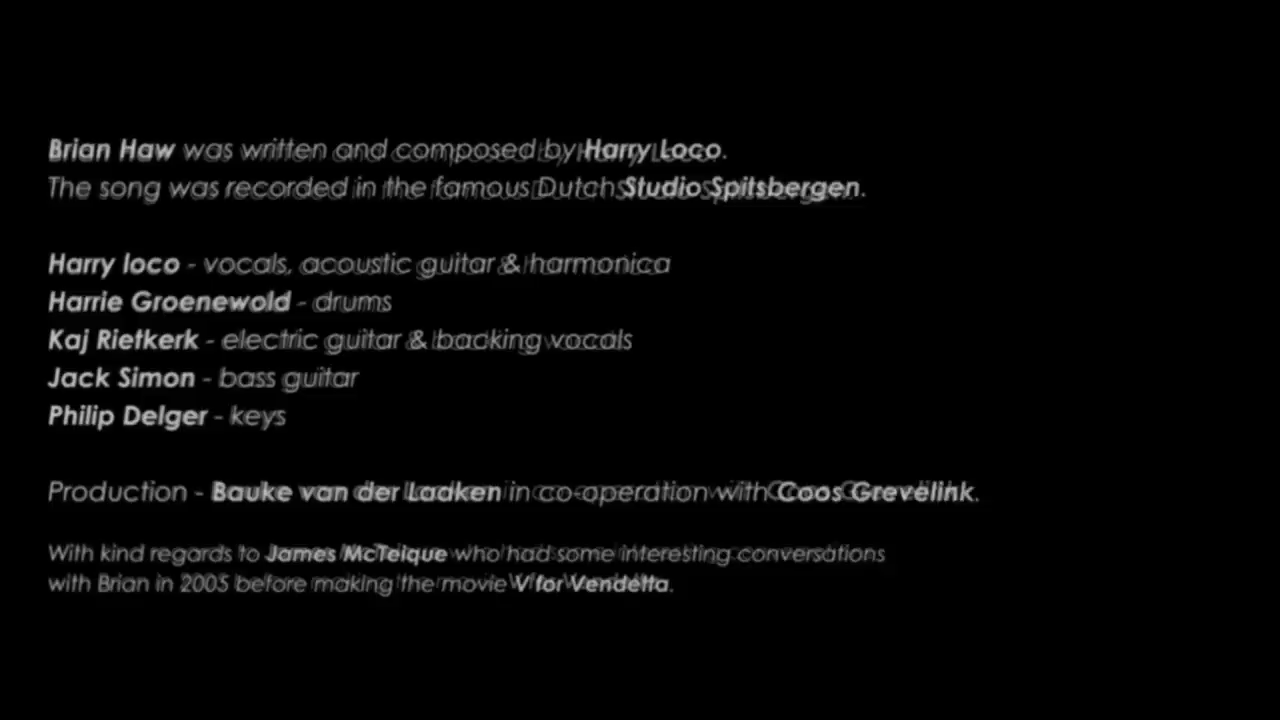 Brian Haw was written and composed by Harry Loco.
The song was recorded in the famous Dutch Studio Spitsbergen.
Harry loco - vocals, acoustic guitar & harmonica
Harrie Groenewold - drums
Kaj Rietkerk - electric guitar & backing vocals
Jack Simon - bass guitar
Philip Delger - keys
Production - Bauke van der Laaken in co-operation with Coos Grevelink.
With kind regards to James McTeique who had some interesting conversations
with Brian in 2005 before making the movie V for Vendetta.